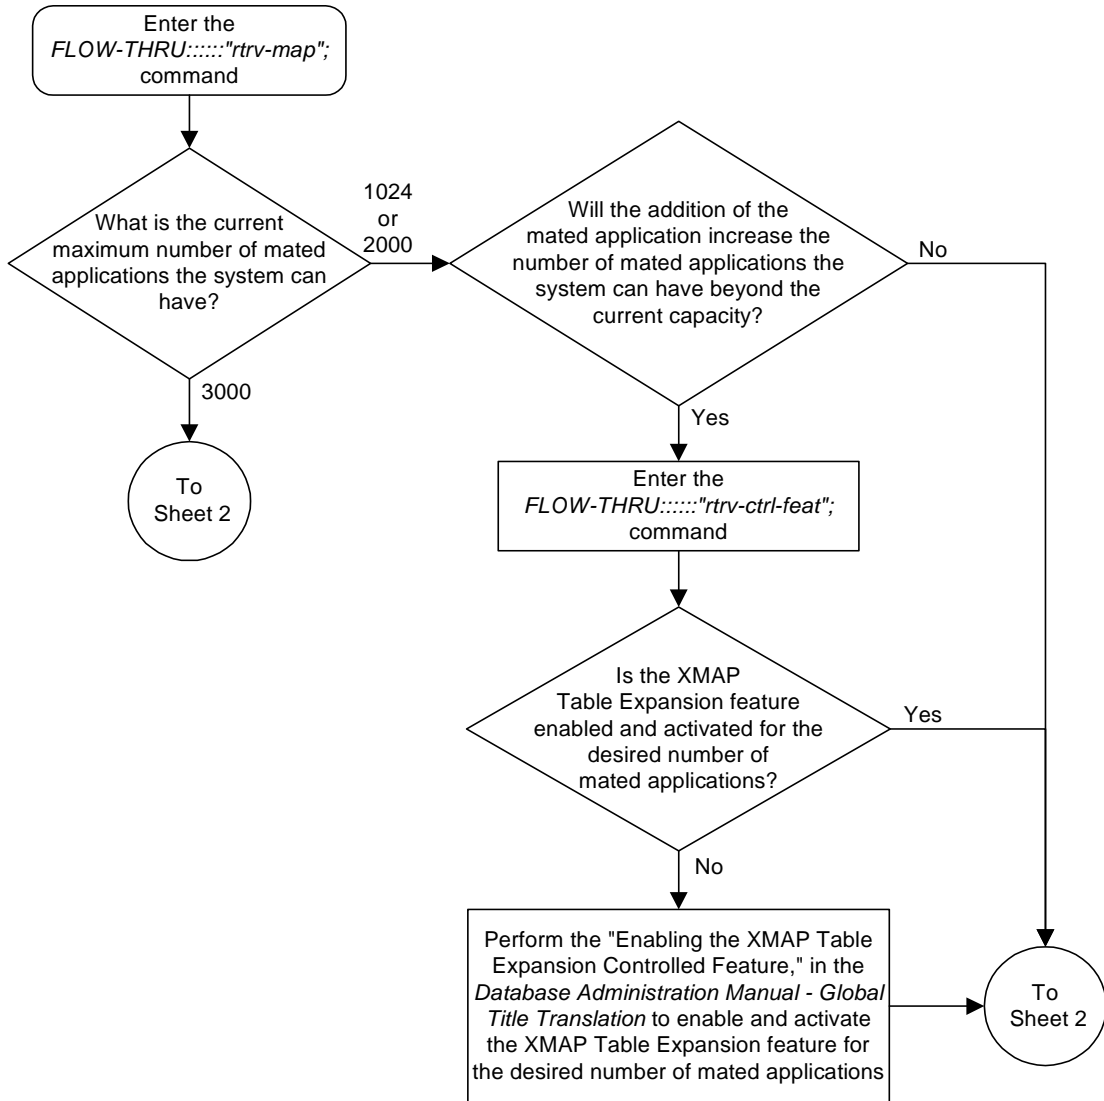 Enter the
FLOW-THRU::::::"rtrv-map";
command
What is the current
maximum number of mated
applications the system can
have?
1024
or
2000
3000
To
Sheet 2
Will the addition of the
mated application increase the
number of mated applications the
system can have beyond the
current capacity?
No
Yes
Enter the
FLOW-THRU::::::"rtrv-ctrl-feat";
command
Is the XMAP
Table Expansion feature
enabled and activated for the
desired number of
mated applications?
Yes
No
Perform the "Enabling the XMAP Table
Expansion Controlled Feature," in the
Database Administration Manual - Global
Title Translation to enable and activate
the XMAP Table Expansion feature for
the desired number of mated applications
To
Sheet 2